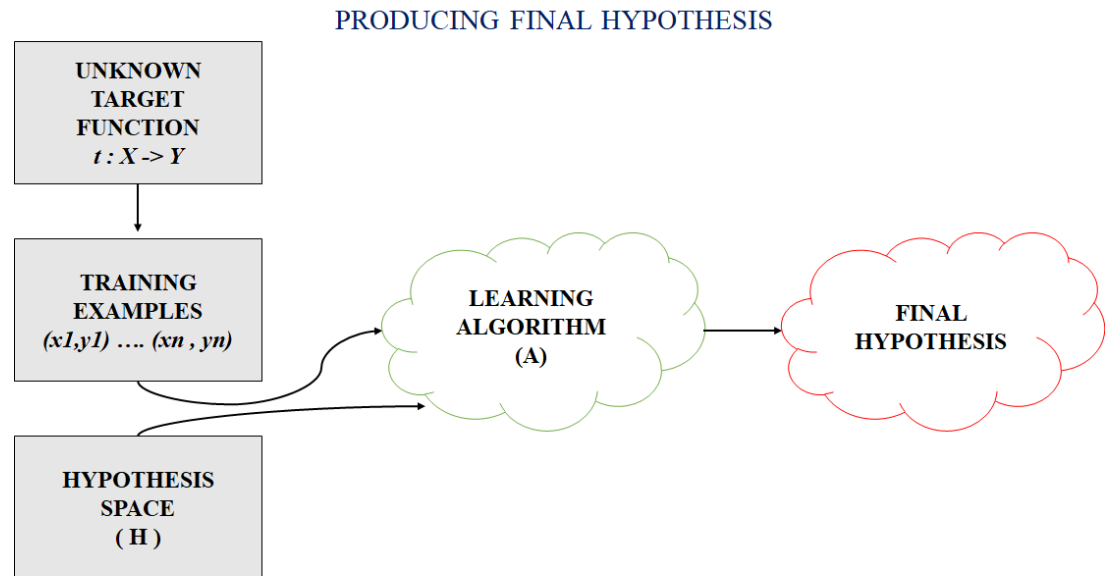 PRODUCING FINAL HYPOTHESIS
UNKNOWN
TARGET
FUNCTION
t : X -> Y
TRAINING
EXAMPLES
(x1,y1) …. (xn , yn)
HYPOTHESIS
SPACE
( H )
LEARNING
ALGORITHM
(A)
FINAL
HYPOTHESIS